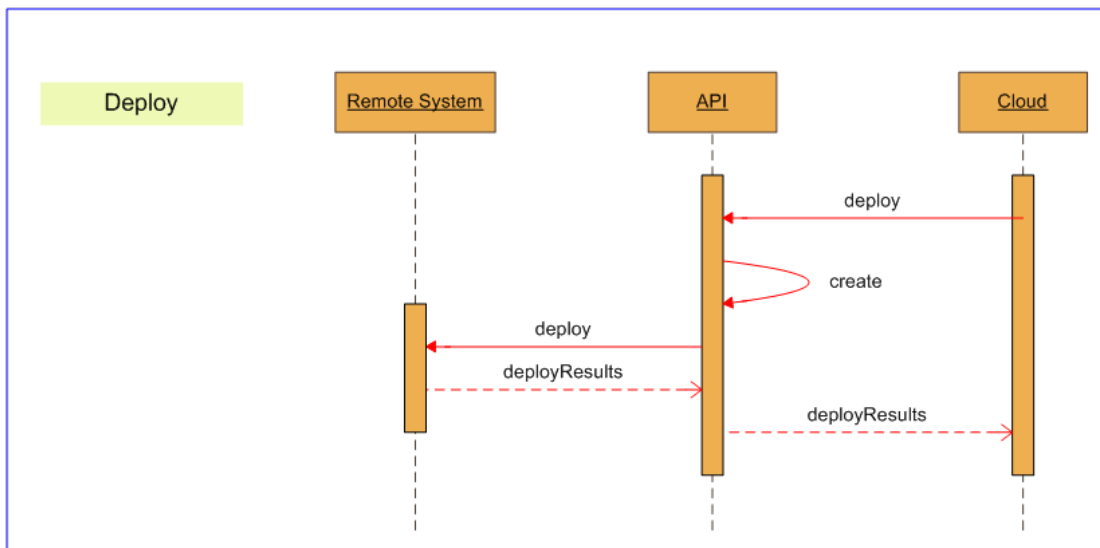 Deploy
Remote System
API
Cloud
deploy
create
deploy
deployResults
deployResults